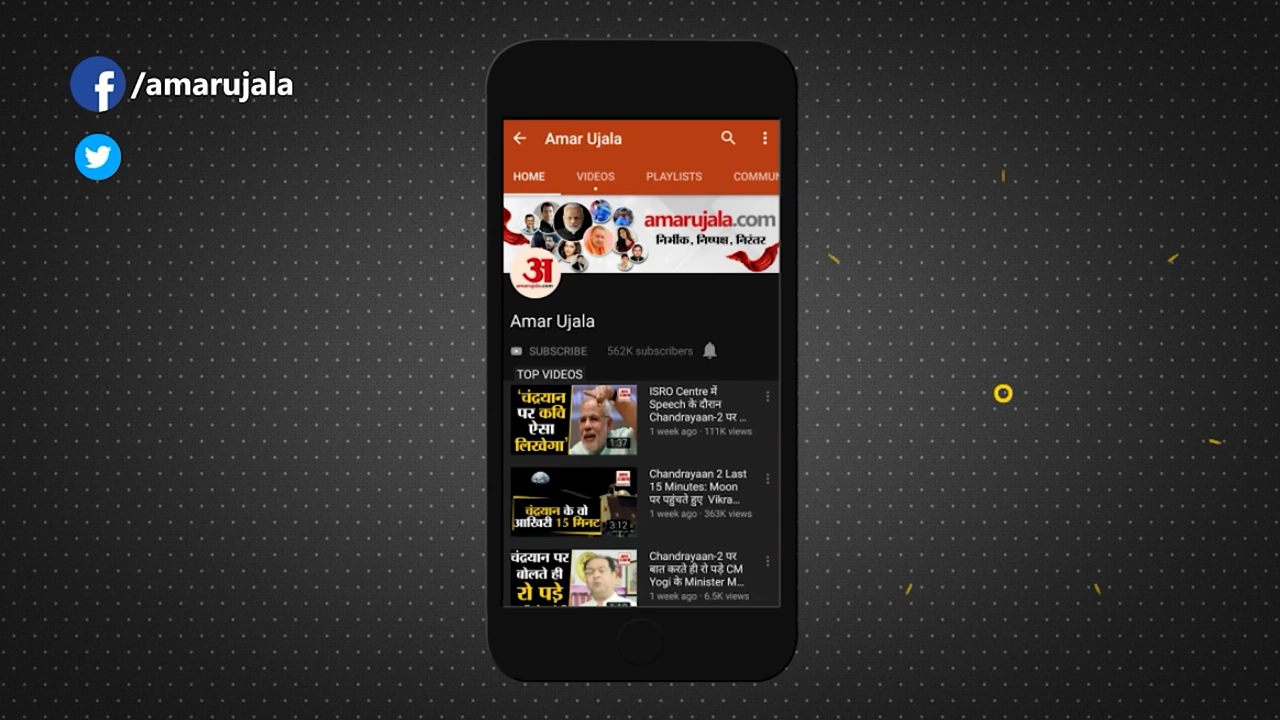 /amarujala
Amar Ujala
HOME VIDEOS PLAYLISTS COMMUN
amarujala.com
निर्भीक, निष्पक्ष, निरंतर
अ
amarujala.com
Amar Ujala
SUBSCRIBE 562K subscribers
TOP VIDEOS
'चंद्रयान
पर कवि
ऐसा
लिखेगा'
1:37
ISRO Centre में
Speech के दौरान
Chandrayaan-2 पर ...
1 week ago · 111K views
चंद्रयान के वो
आखिरी 15 मिनट
3:12
Chandrayaan 2 Last
15 Minutes: Moon
पर पहुंचते हुए Vikra...
1 week ago · 363K views
चंद्रयान पर
बोलते ही
रो पड़े
Chandrayaan-2 पर
बात करते ही रो पड़े CM
Yogi के Minister M...
1 week ago · 6.5K views